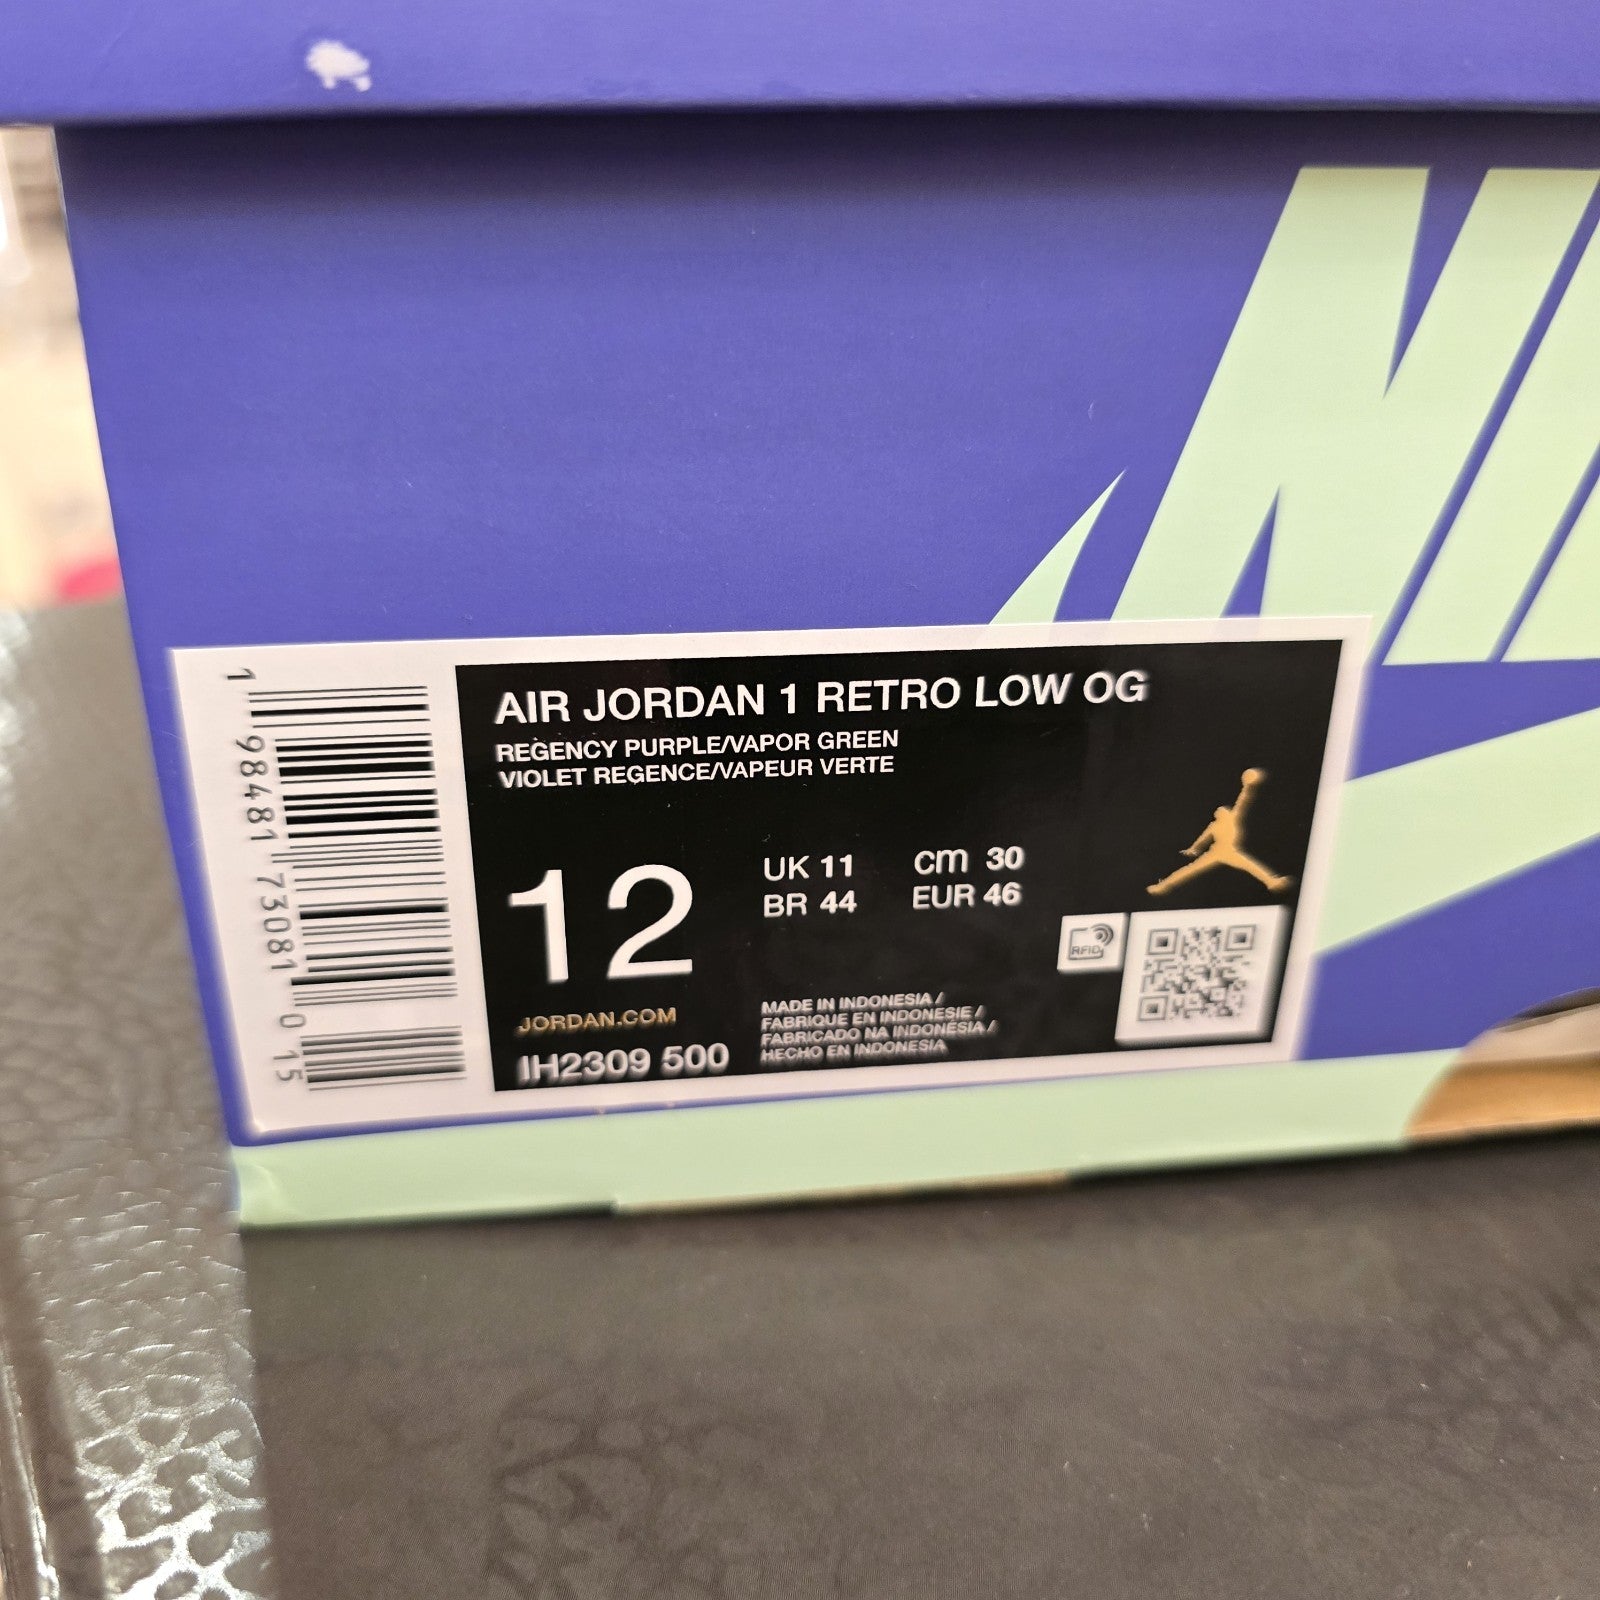 NI
AIR JORDAN 1 RETRO LOW OG
REGENCY PURPLE/VAPOR GREEN
VIOLET REGENCE/VAPEUR VERTE
12
UK 11 cm 30
BR 44 EUR 46
RFID
JORDAN.COM
IH2309 500
MADE IN INDONESIA /
FABRIQUE EN INDONESIE /
FABRICADO NA INDONÉSIA /
HECHO EN INDONESIA
1 98481 73081 0 15